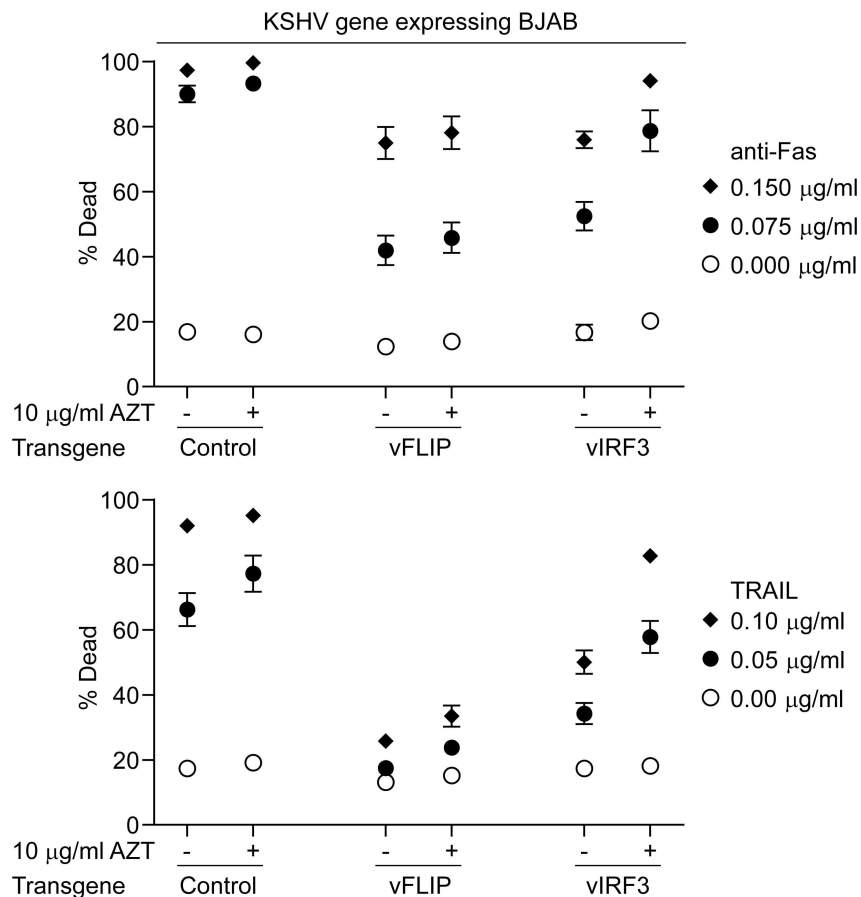 KSHV gene expressing BJAB
100
80
60
40
20
0
% Dead
anti-Fas
0.150 μg/ml
0.075 μg/ml
0.000 μg/ml
10 μg/ml AZT - + - + - +
Transgene Control vFLIP vIRF3
100
80
60
40
20
0
% Dead
TRAIL
0.10 μg/ml
0.05 μg/ml
0.00 μg/ml
10 μg/ml AZT - + - + - +
Transgene Control vFLIP vIRF3